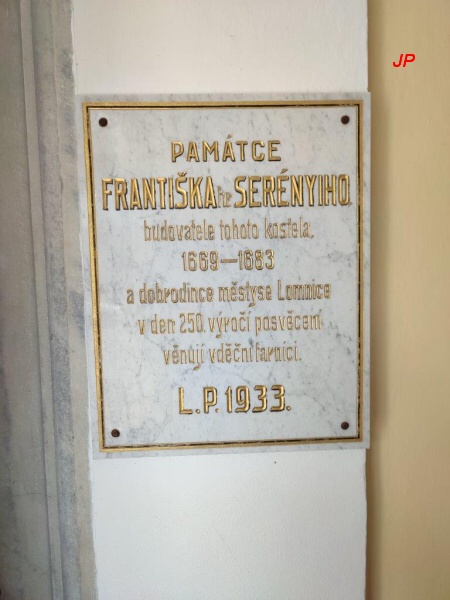 JP
PAMÁTCE
FRANTIŠKA hr. SERÉNYIHO,
budovatele tohoto kostela,
1669—1683
a dobrodince městyse Lomnice
v den 250. výročí posvěcení
věnují vděční farníci.
L.P. 1933.